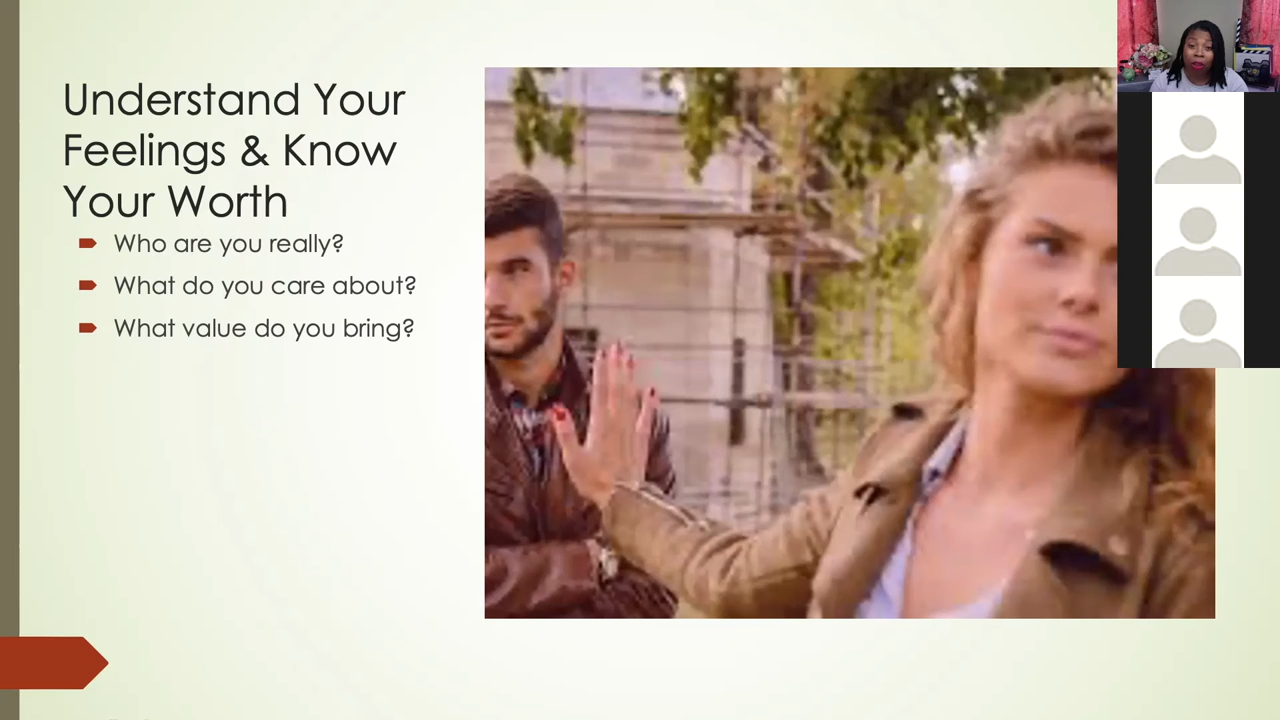 Understand Your
Feelings & Know
Your Worth
Who are you really?
What do you care about?
What value do you bring?